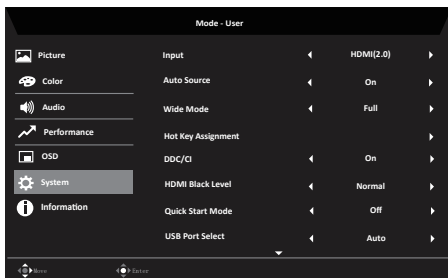 Mode - User
Picture
Input HDMI(2.0)
Color
Auto Source On
Audio
Wide Mode Full
Performance
Hot Key Assignment
OSD
DDC/CI On
System
HDMI Black Level Normal
Information
Quick Start Mode Off
USB Port Select Auto
Move Enter